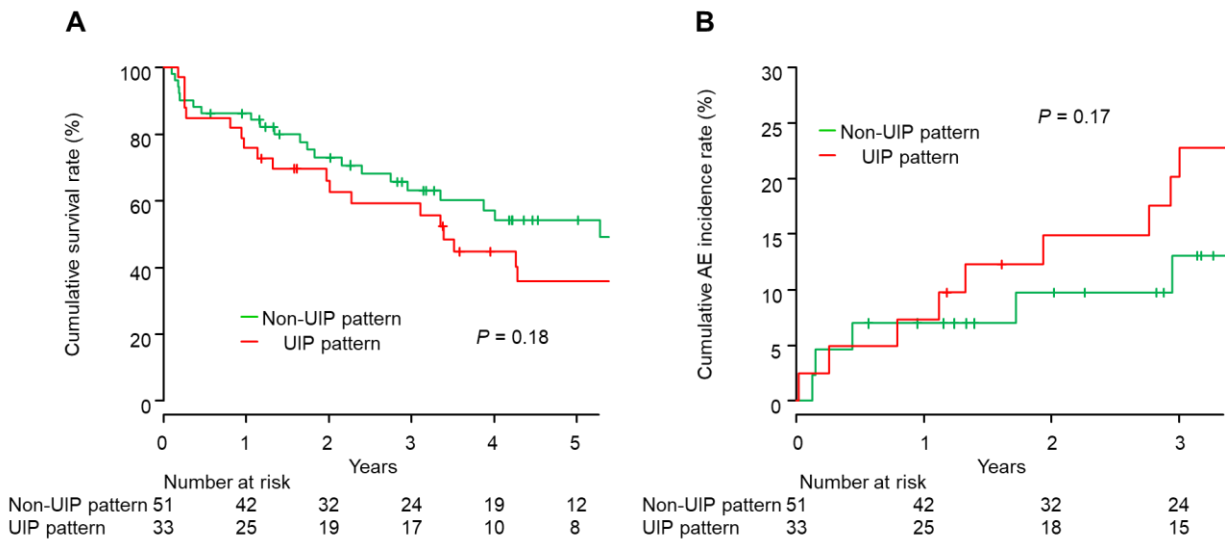 A
Cumulative survival rate (%)
100
80
60
40
20
0
Non-UIP pattern
UIP pattern
P = 0.18
0 1 2 3 4 5
Years
Number at risk
Non-UIP pattern 51 42 32 24 19 12
UIP pattern 33 25 19 17 10 8
B
Cumulative AE incidence rate (%)
30
25
20
15
10
5
0
P = 0.17
Non-UIP pattern
UIP pattern
0 1 2 3
Years
Number at risk
Non-UIP pattern 51 42 32 24
UIP pattern 33 25 18 15